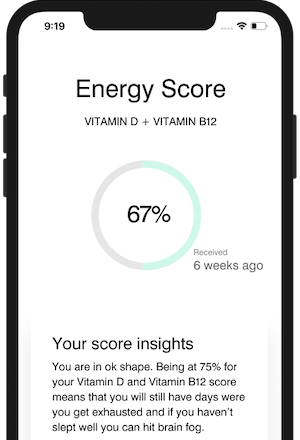 9:19
Energy Score
VITAMIN D + VITAMIN B12
67%
Received
6 weeks ago
Your score insights
You are in ok shape. Being at 75% for
your Vitamin D and Vitamin B12 score
means that you will still have days were
you get exhausted and if you haven't
slept well you can hit brain fog.